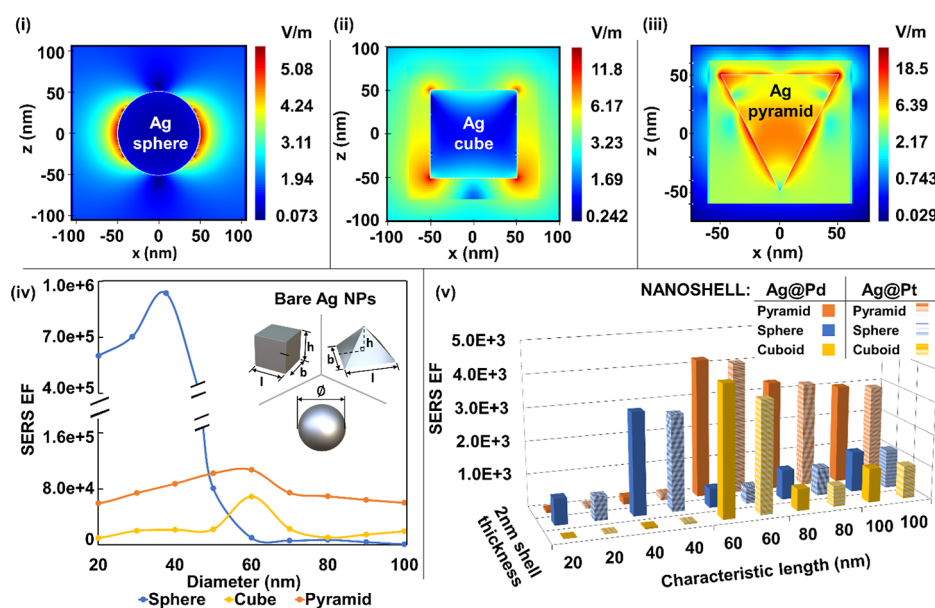 (i)
V/m
100
50
0
-50
-100
z (nm)
Ag
sphere
-100 -50 0 50 100
x (nm)
5.08
4.24
3.11
1.94
0.073
(ii)
V/m
100
50
0
-50
-100
z (nm)
Ag
cube
-100 -50 0 50 100
x (nm)
11.8
6.17
3.23
1.69
0.242
(iii)
V/m
50
0
-50
z (nm)
Ag
pyramid
-50 0 50
x (nm)
18.5
6.39
2.17
0.743
0.029
(iv)
1.0e+6
7.0e+5
4.0e+5
1.6e+5
8.0e+4
0
SERS EF
Bare Ag NPs
h
b
l
h
b
l
Ø
20 40 60 80 100
Diameter (nm)
Sphere Cube Pyramid
(v)
NANOSHELL: Ag@Pd Ag@Pt
Pyramid Pyramid
Sphere Sphere
Cuboid Cuboid
5.0E+3
4.0E+3
3.0E+3
2.0E+3
1.0E+3
SERS EF
2nm shell
thickness
20 20 40 40 60 60 80 80 100 100
Characteristic length (nm)